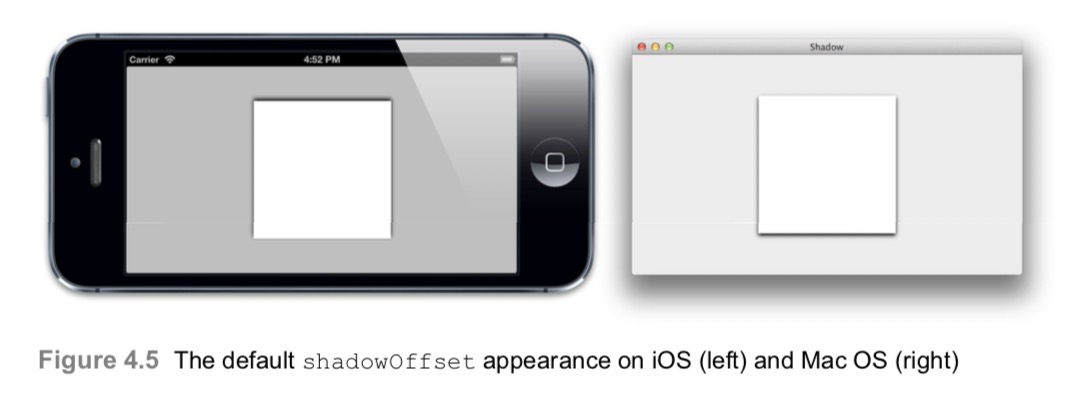 Carrier
4:52 PM
Shadow
Figure 4.5 The default shadowOffset appearance on iOS (left) and Mac OS (right)